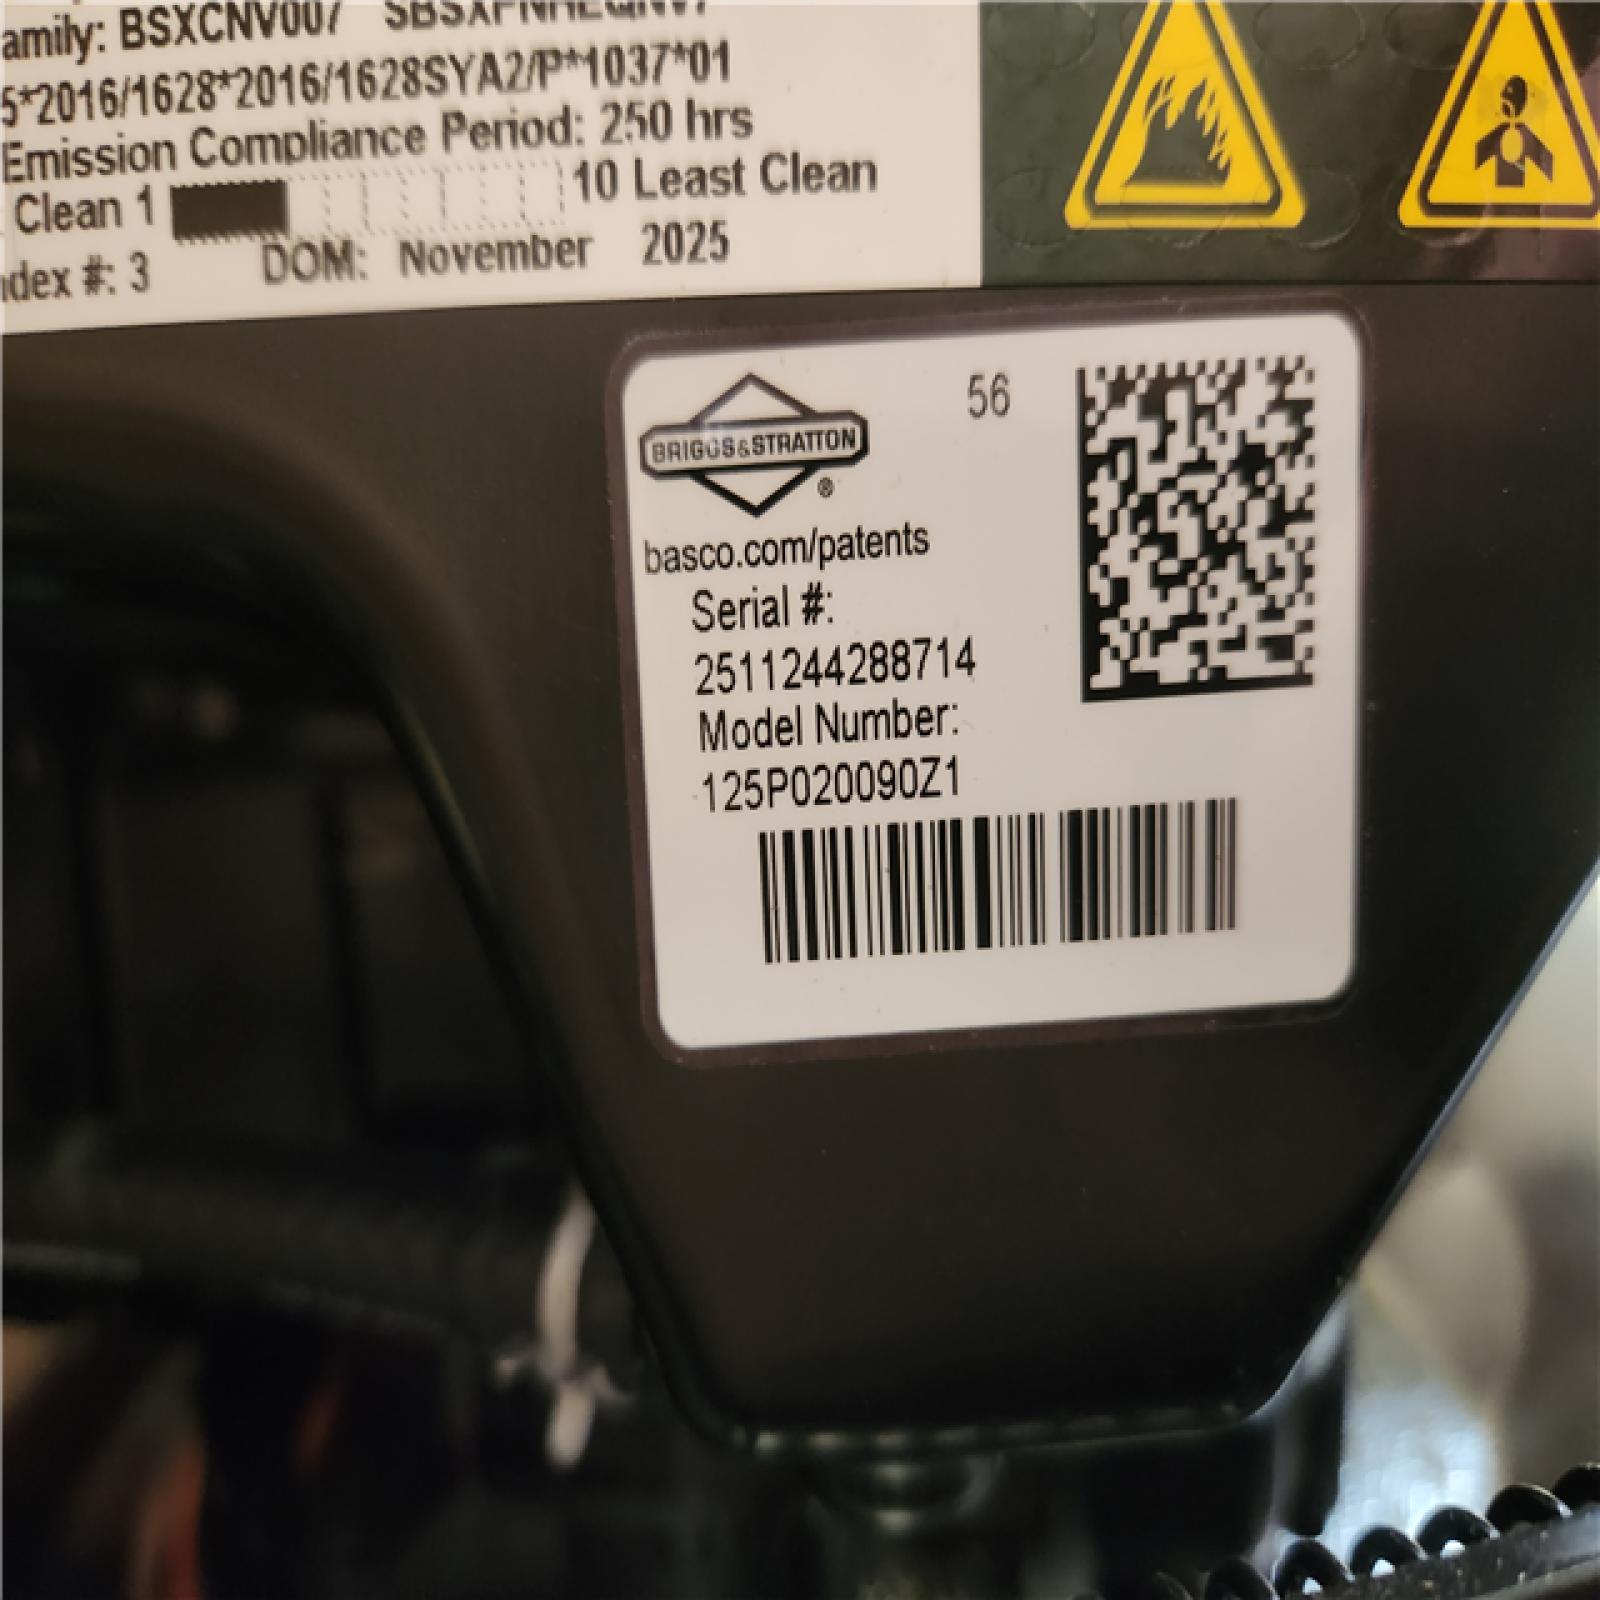 amily: BSXCNV007 SBSXPNHEQNV7
5*2016/1628*2016/1628SYA2/P*1037*01
Emission Compliance Period: 250 hrs
Clean 1 10 Least Clean
ndex #: 3 DOM: November 2025
BRIGGS&STRATTON
®
56
basco.com/patents
Serial #:
2511244288714
Model Number:
125P020090Z1